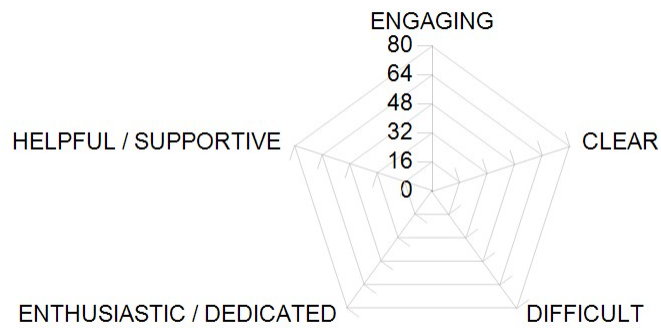 ENGAGING
80
64
48
HELPFUL / SUPPORTIVE
32
CLEAR
16
0
ENTHUSIASTIC / DEDICATED
DIFFICULT